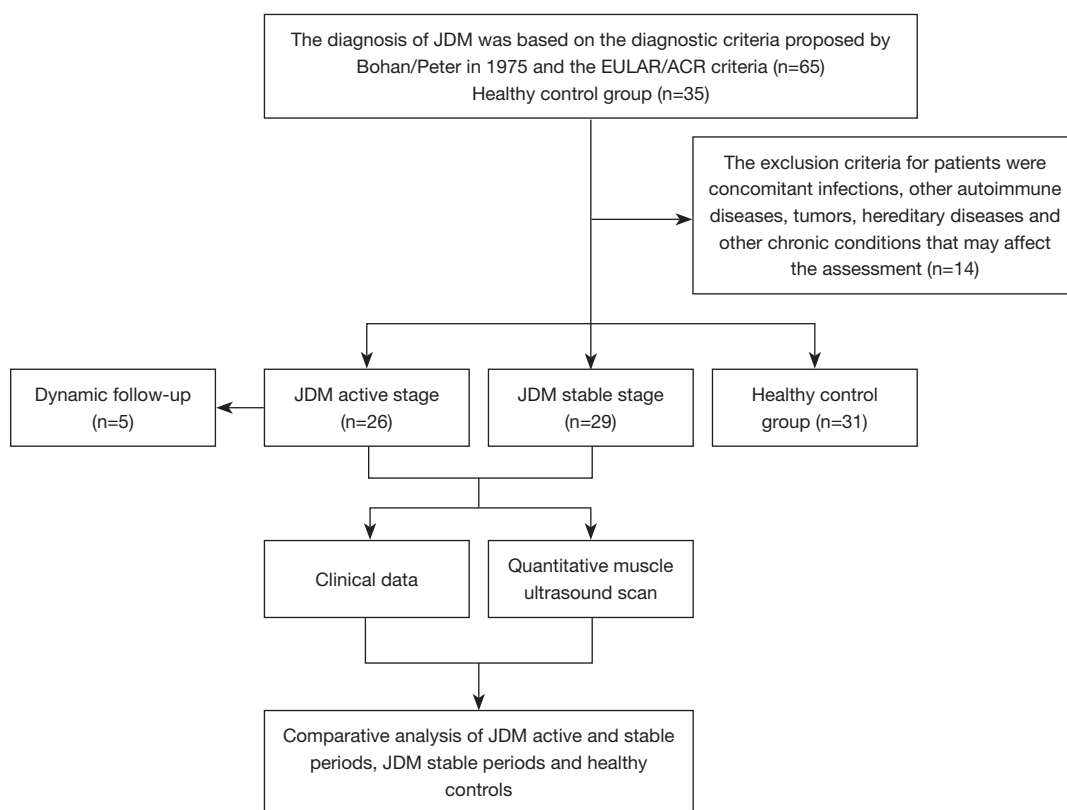 The diagnosis of JDM was based on the diagnostic criteria proposed by
Bohan/Peter in 1975 and the EULAR/ACR criteria (n=65)
Healthy control group (n=35)
The exclusion criteria for patients were
concomitant infections, other autoimmune
diseases, tumors, hereditary diseases and
other chronic conditions that may affect
the assessment (n=14)
Dynamic follow-up
(n=5)
JDM active stage
(n=26)
JDM stable stage
(n=29)
Healthy control
group (n=31)
Clinical data
Quantitative muscle
ultrasound scan
Comparative analysis of JDM active and stable
periods, JDM stable periods and healthy
controls